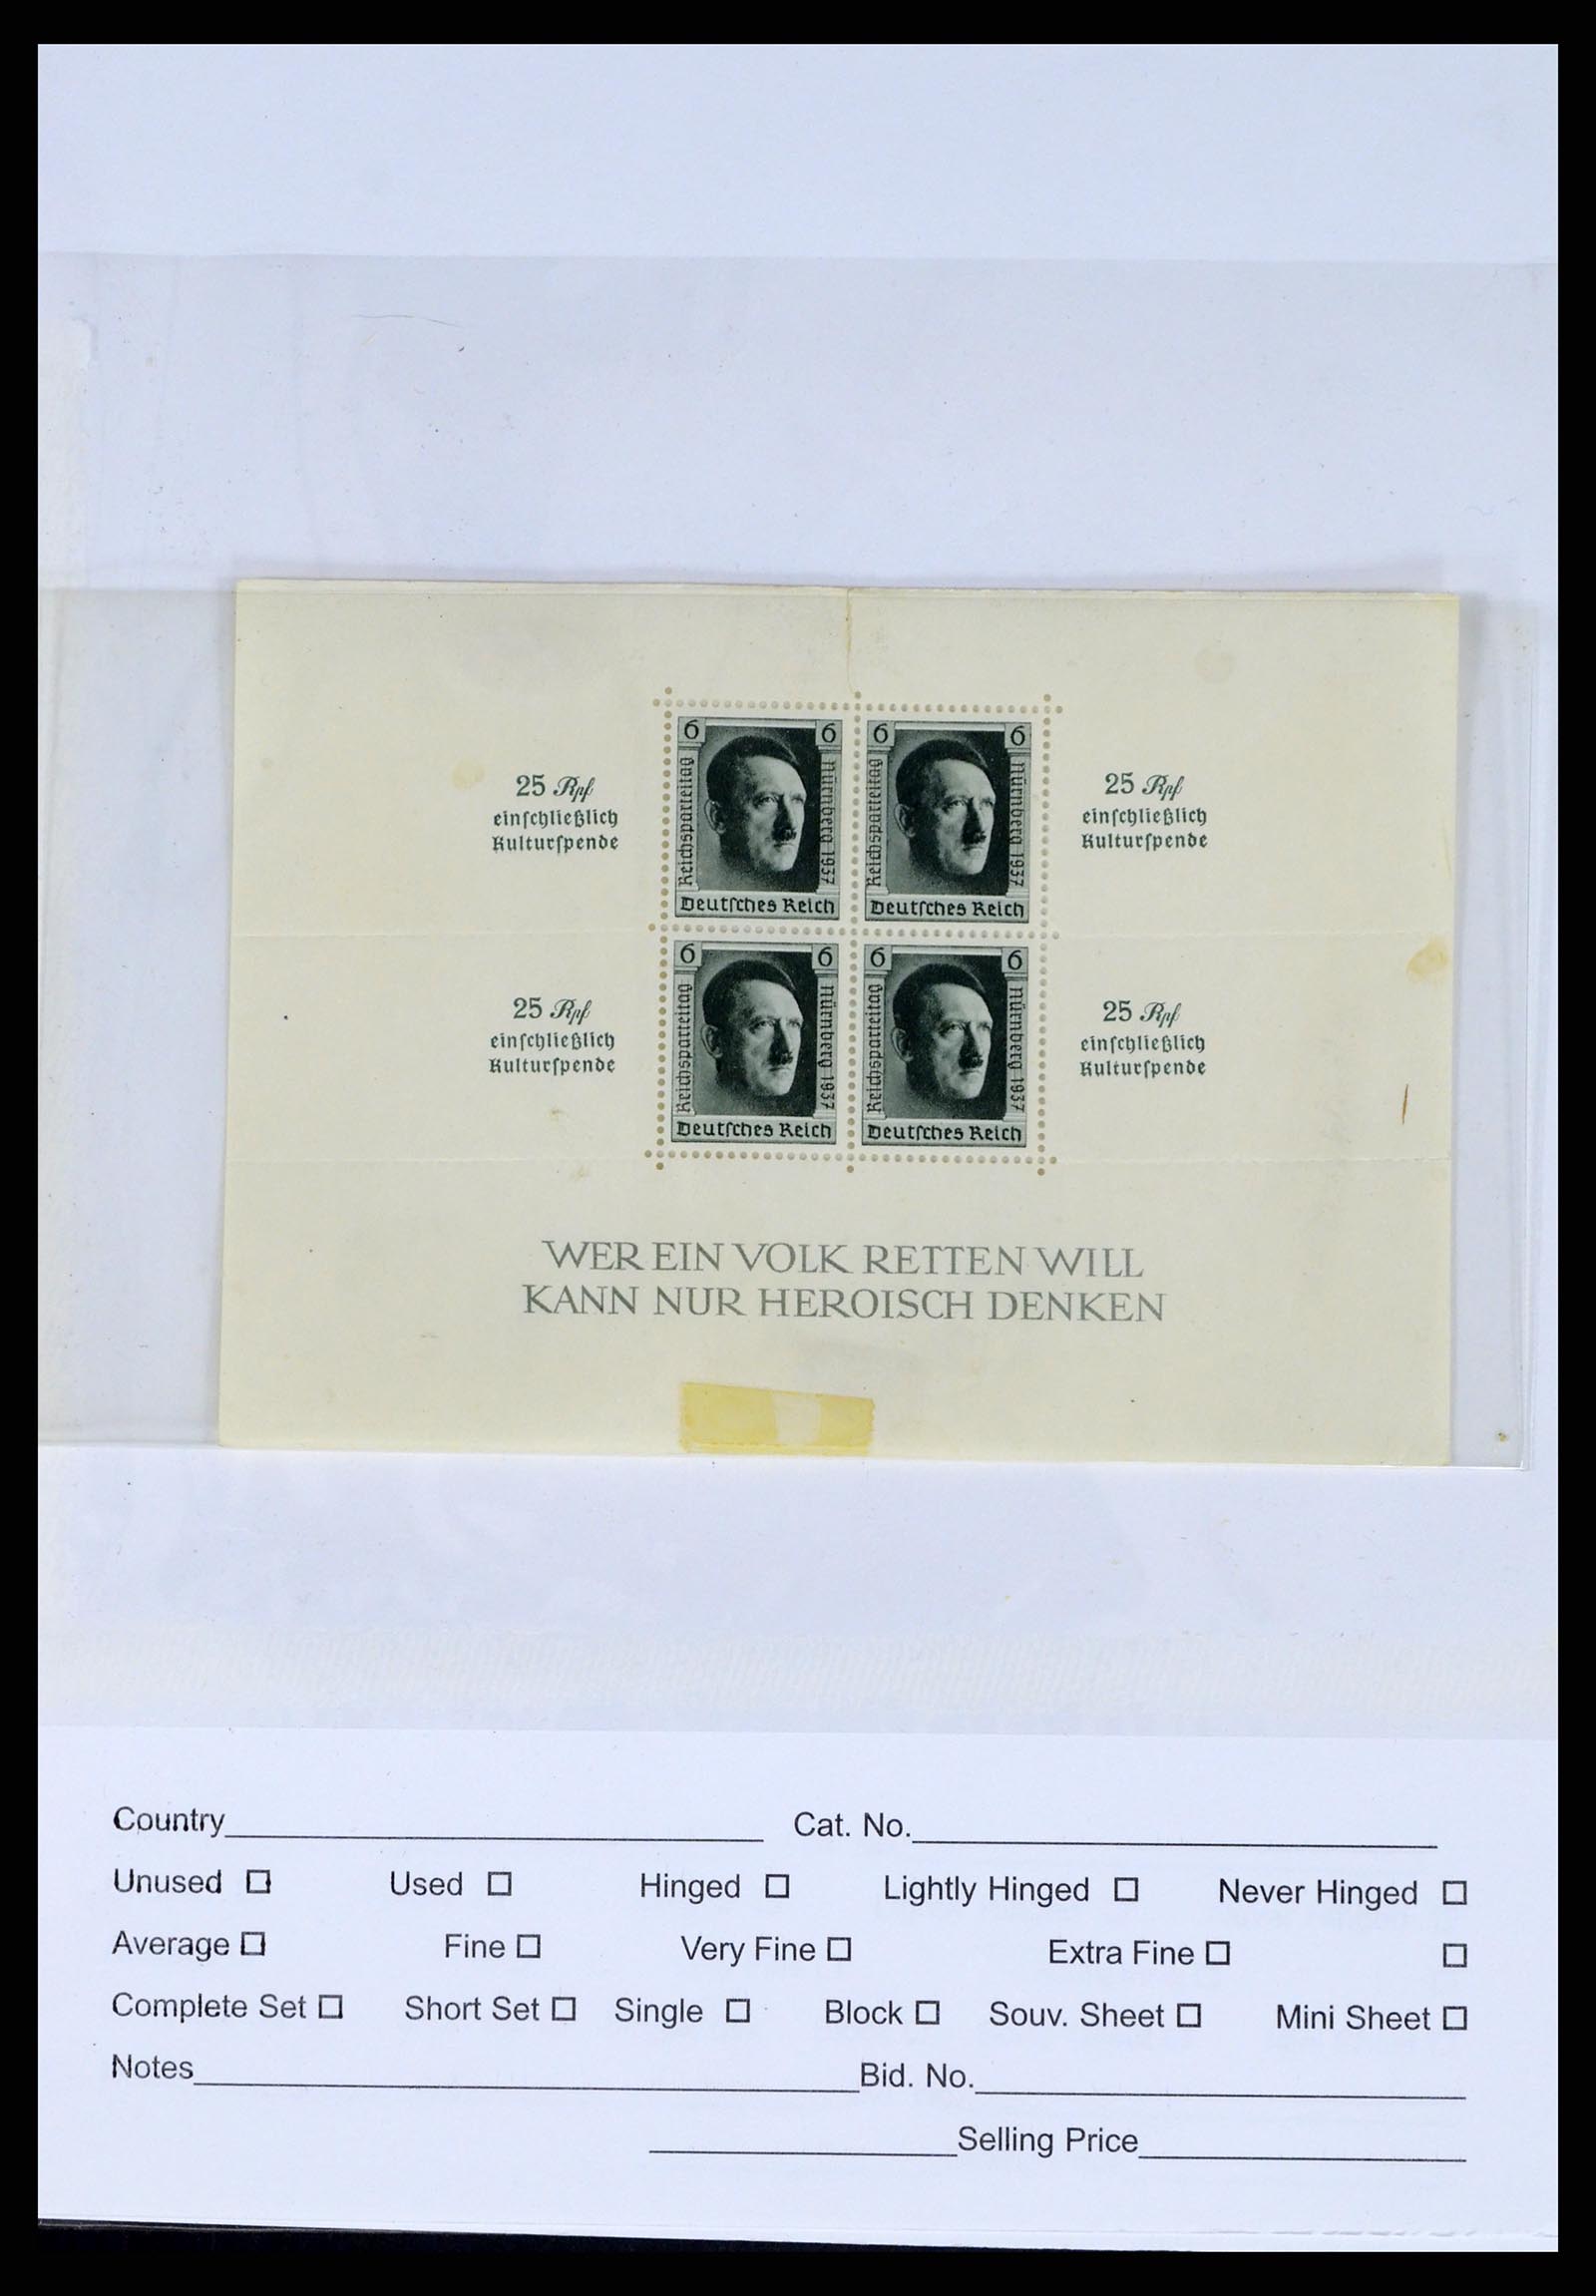 25 Rpf
einschließlich
Kulturspende
6 6
Reichsparteitag
Nürnberg 1937
Deutsches Reich
6 6
Reichsparteitag
Nürnberg 1937
Deutsches Reich
25 Rpf
einschließlich
Kulturspende
25 Rpf
einschließlich
Kulturspende
6 6
Reichsparteitag
Nürnberg 1937
Deutsches Reich
6 6
Reichsparteitag
Nürnberg 1937
Deutsches Reich
25 Rpf
einschließlich
Kulturspende
WER EIN VOLK RETTEN WILL
KANN NUR HEROISCH DENKEN
Country Cat. No.
Unused Used Hinged Lightly Hinged Never Hinged
Average Fine Very Fine Extra Fine
Complete Set Short Set Single Block Souv. Sheet Mini Sheet
Notes Bid. No.
Selling Price